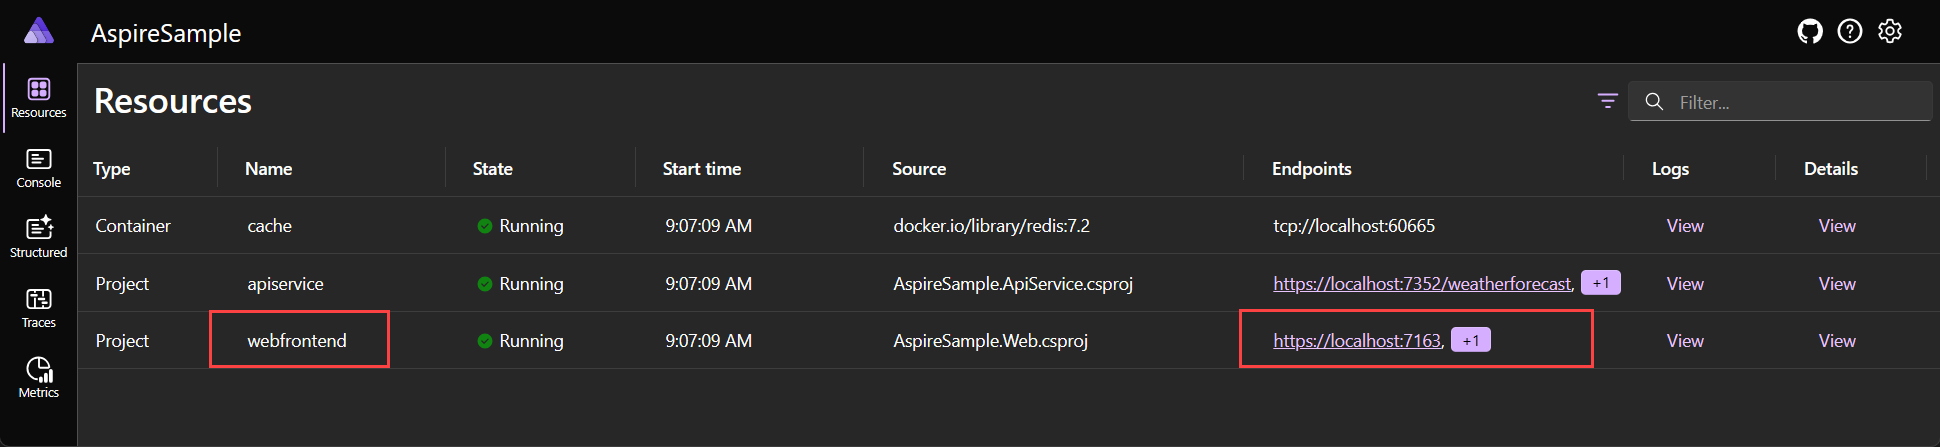 AspireSample
Resources
Console
Structured
Traces
Metrics
Resources
Filter...
Type Name State Start time Source Endpoints Logs Details
Container cache Running 9:07:09 AM docker.io/library/redis:7.2 tcp://localhost:60665 View View
Project apiservice Running 9:07:09 AM AspireSample.ApiService.csproj https://localhost:7352/weatherforecast, +1 View View
Project webfrontend Running 9:07:09 AM AspireSample.Web.csproj https://localhost:7163, +1 View View